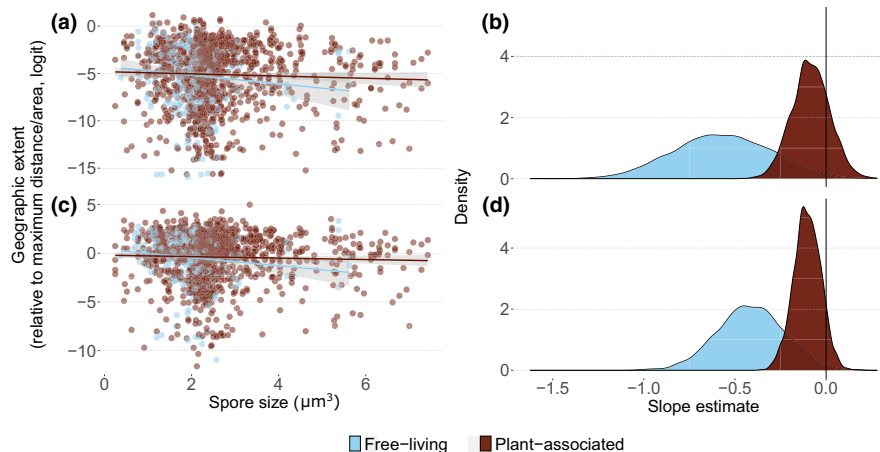 (a)
1
0
−5
−10
−15
(b)
4
2
0
(c)
5
0
−5
−10
0
2
4
6
Spore size (µm³)
Geographic extent
(relative to maximum distance/area, logit)
(d)
4
2
0
−1.5
−1.0
−0.5
0.0
Slope estimate
Density
Free−living
Plant−associated